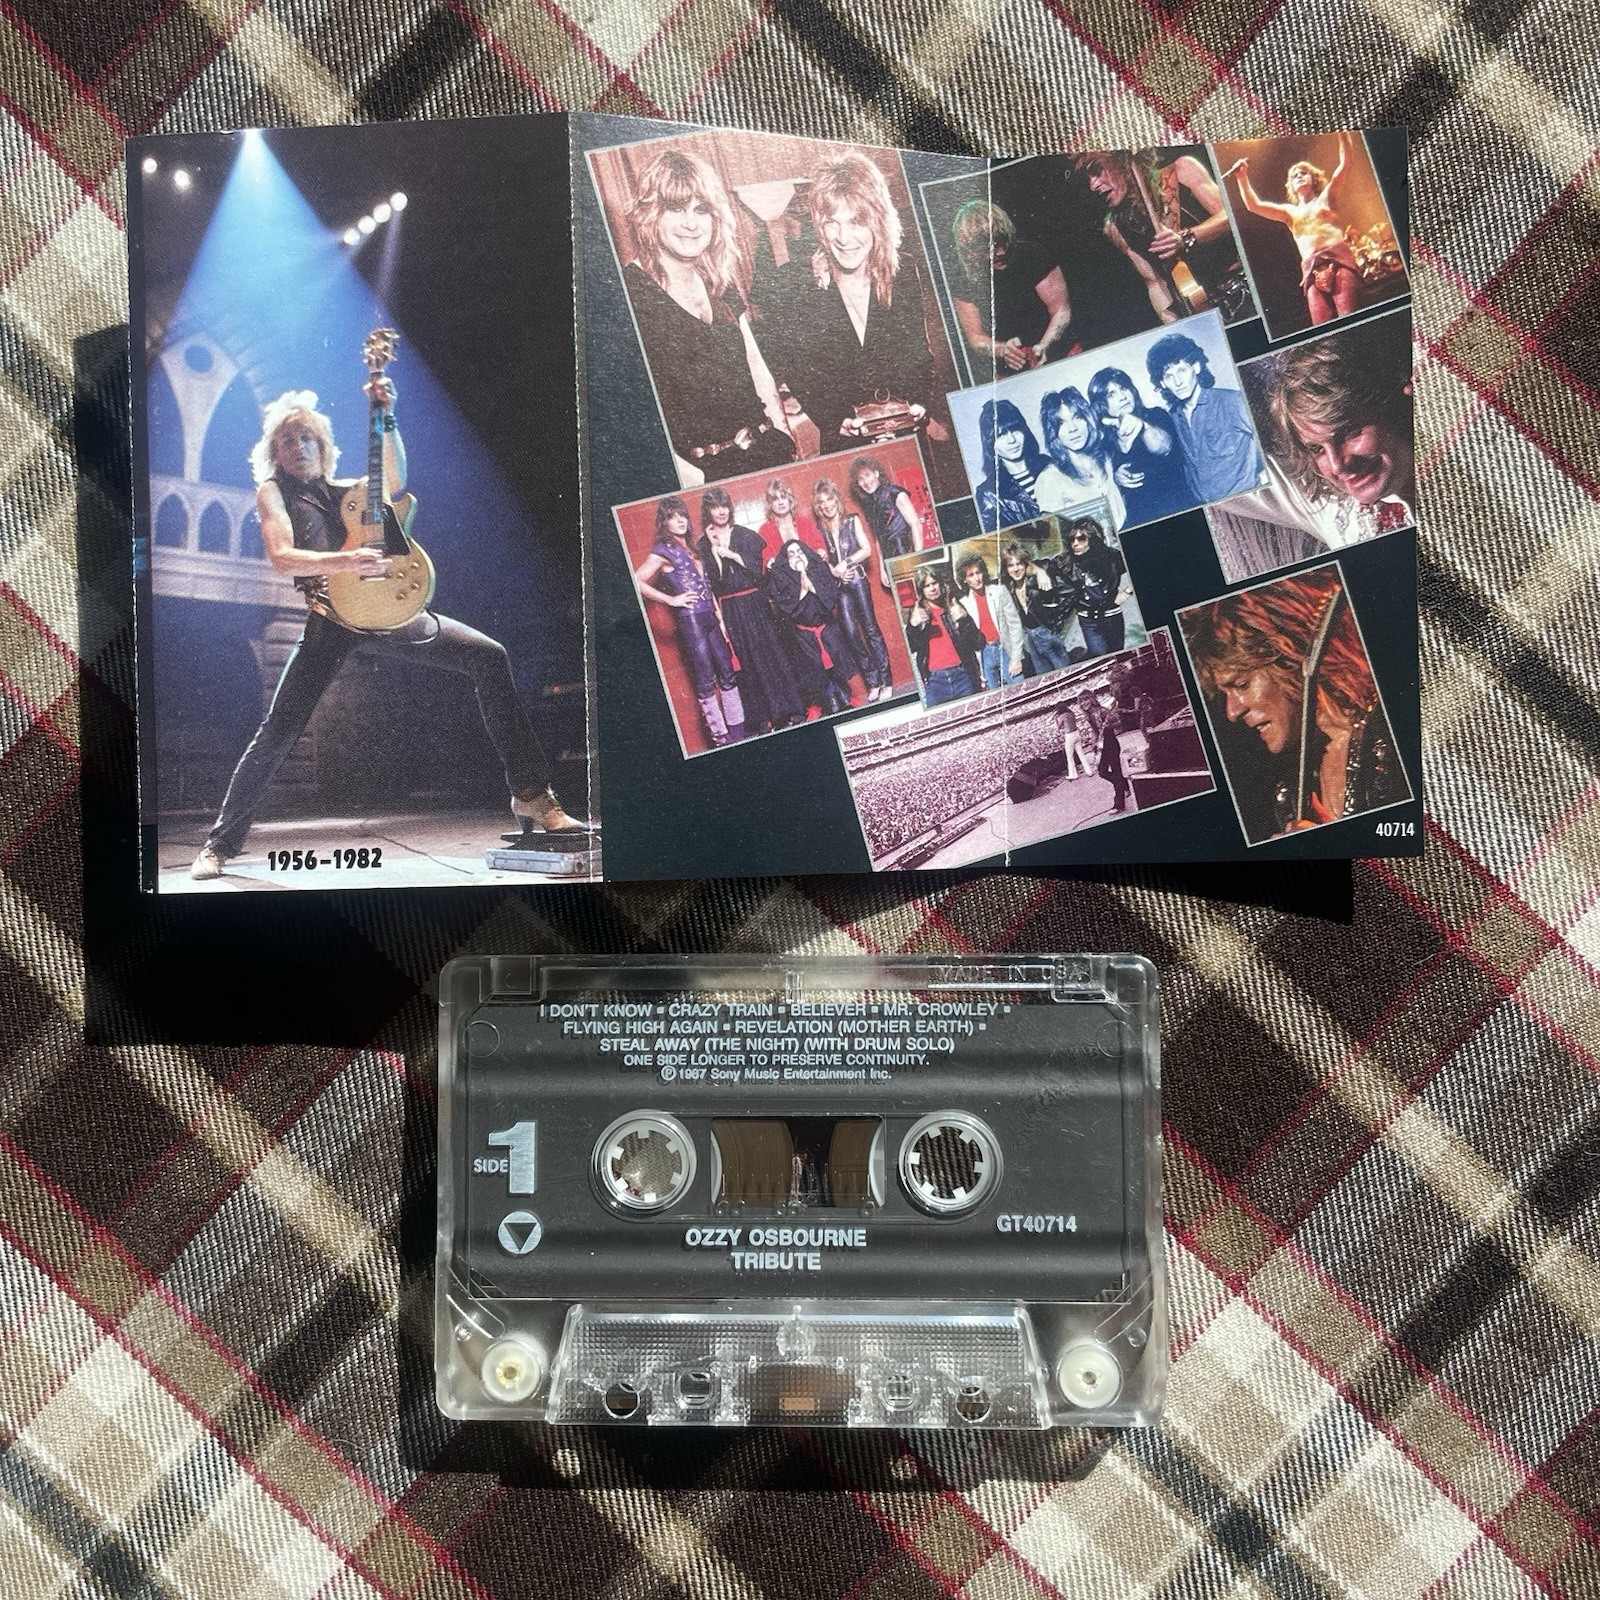 1956-1982
40714
MADE IN USA
I DON'T KNOW ▪ CRAZY TRAIN ▪ BELIEVER ▪ MR. CROWLEY ▪
FLYING HIGH AGAIN ▪ REVELATION (MOTHER EARTH) ▪
STEAL AWAY (THE NIGHT) (WITH DRUM SOLO)
ONE SIDE LONGER TO PRESERVE CONTINUITY.
℗ 1987 Sony Music Entertainment Inc.
SIDE 1
GT40714
OZZY OSBOURNE
TRIBUTE